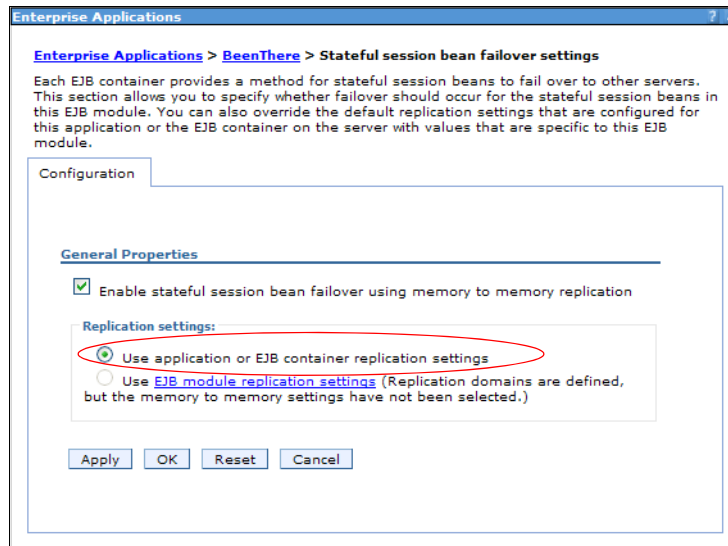 Enterprise Applications ?
Enterprise Applications > BeenThere > Stateful session bean failover settings
Each EJB container provides a method for stateful session beans to fail over to other servers.
This section allows you to specify whether failover should occur for the stateful session beans in
this EJB module. You can also override the default replication settings that are configured for
this application or the EJB container on the server with values that are specific to this EJB
module.
Configuration
General Properties
Enable stateful session bean failover using memory to memory replication
Replication settings:
Use application or EJB container replication settings
Use EJB module replication settings (Replication domains are defined,
but the memory to memory settings have not been selected.)
Apply OK Reset Cancel